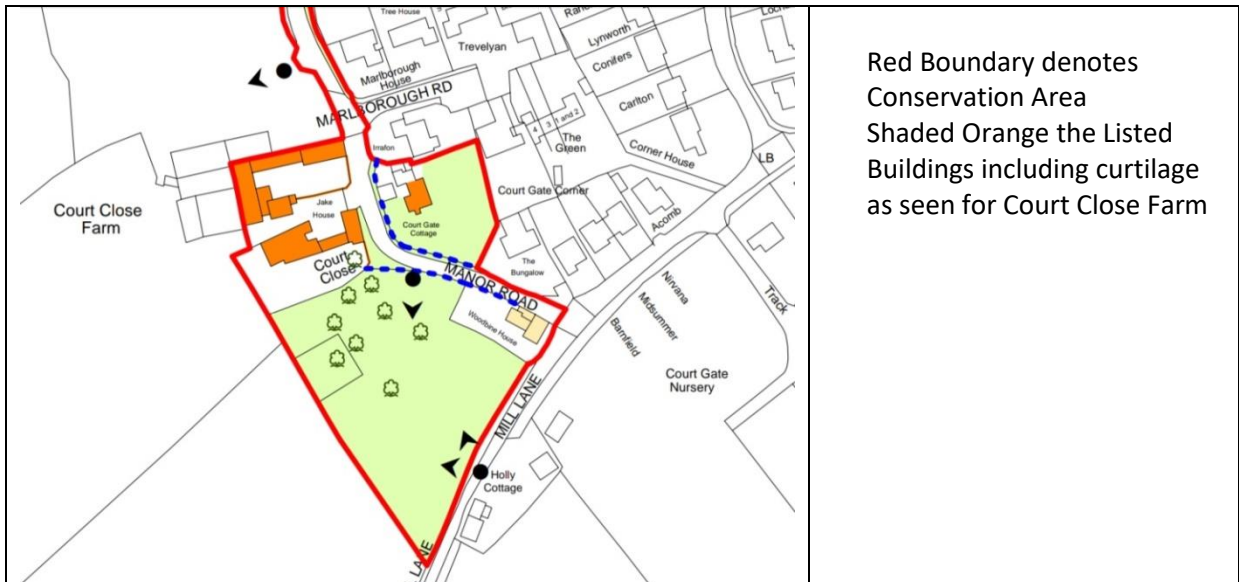 Tree House
Trevelyan
Lynworth
Conifers
Marlborough
House
MARLBOROUGH RD
Carlton
4 3 1 and 2
The
Green
Corner House
LB
Court Gate Corner
Acomb
Court Close
Farm
Jake
House
Court Gate
Cottage
Court
Close
The
Bungalow
MANOR ROAD
Woodbine House
Nirvana
Midsummer
Barnfield
Track
Court Gate
Nursery
MILL LANE
Holly
Cottage
LANE
Red Boundary denotes
Conservation Area
Shaded Orange the Listed
Buildings including curtilage
as seen for Court Close Farm